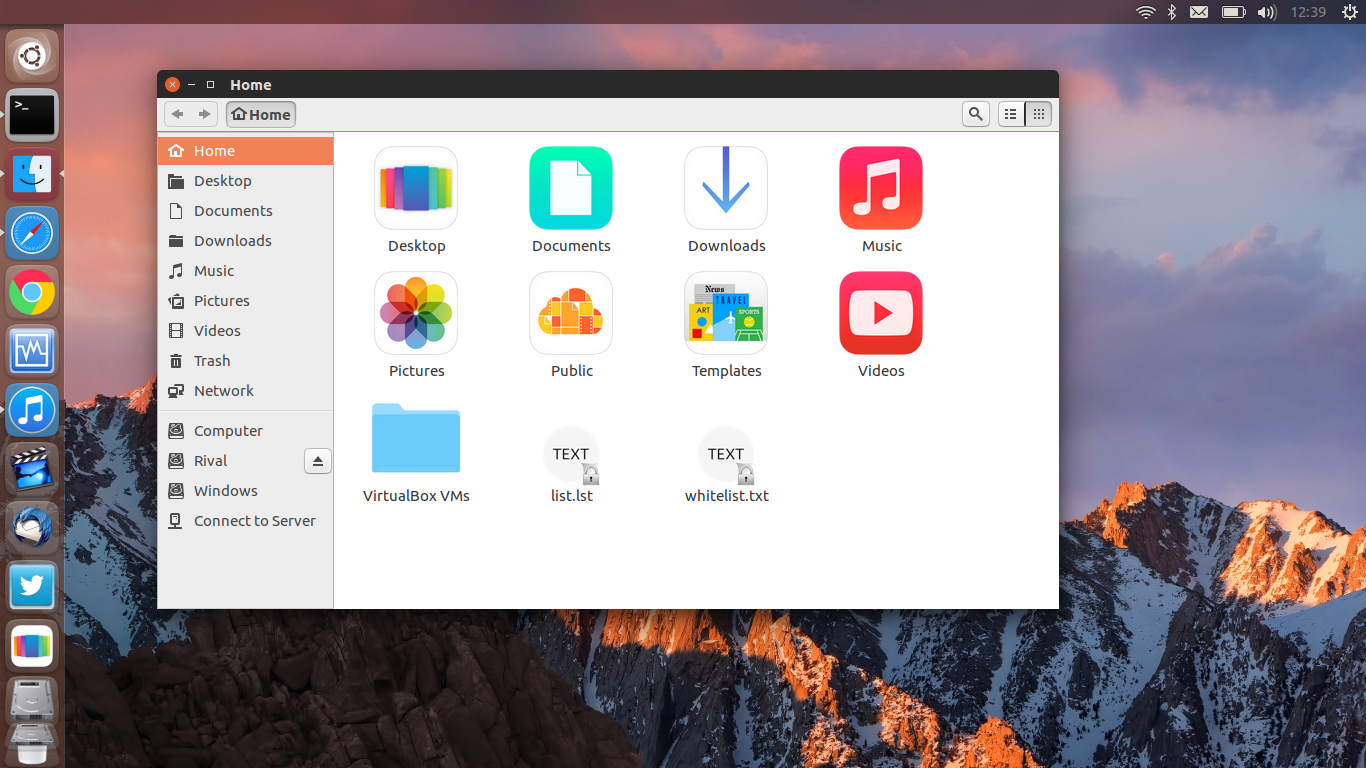 12:39
Home
Home
>_
Home
Desktop
Documents
Downloads
Music
Pictures
Videos
Trash
Network
Computer
Rival
Windows
Connect to Server
Desktop
Documents
Downloads
Music
News
TRAVEL
ART
SPORTS
Pictures
Public
Templates
Videos
TEXT
TEXT
VirtualBox VMs
list.lst
whitelist.txt